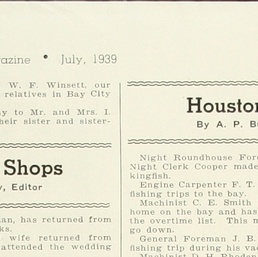 azine • July, 1939
W. F. Winsett, our
relatives in Bay City
ay to Mr. and Mrs. I.
heir sister and sister-
Shops
y, Editor
an, has returned from
ks.
wife returned from
attended the wedding
Houston
By A. P. B
Night Roundhouse For
Night Clerk Cooper made
kingfish.
Engine Carpenter F. T.
fishing trips to the bay.
Machinist C. E. Smith
home on the bay and has
the overtime list. This m
go down.
General Foreman J. B.
fishing trip during his va
Machinist D. H. Rhoden